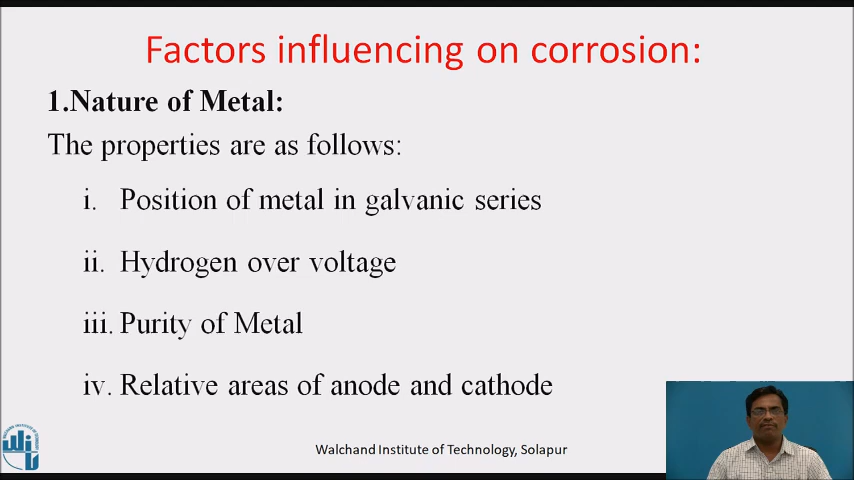 Factors influencing on corrosion:
1.Nature of Metal:
The properties are as follows:
i. Position of metal in galvanic series
ii. Hydrogen over voltage
iii. Purity of Metal
iv. Relative areas of anode and cathode
Walchand Institute of Technology, Solapur